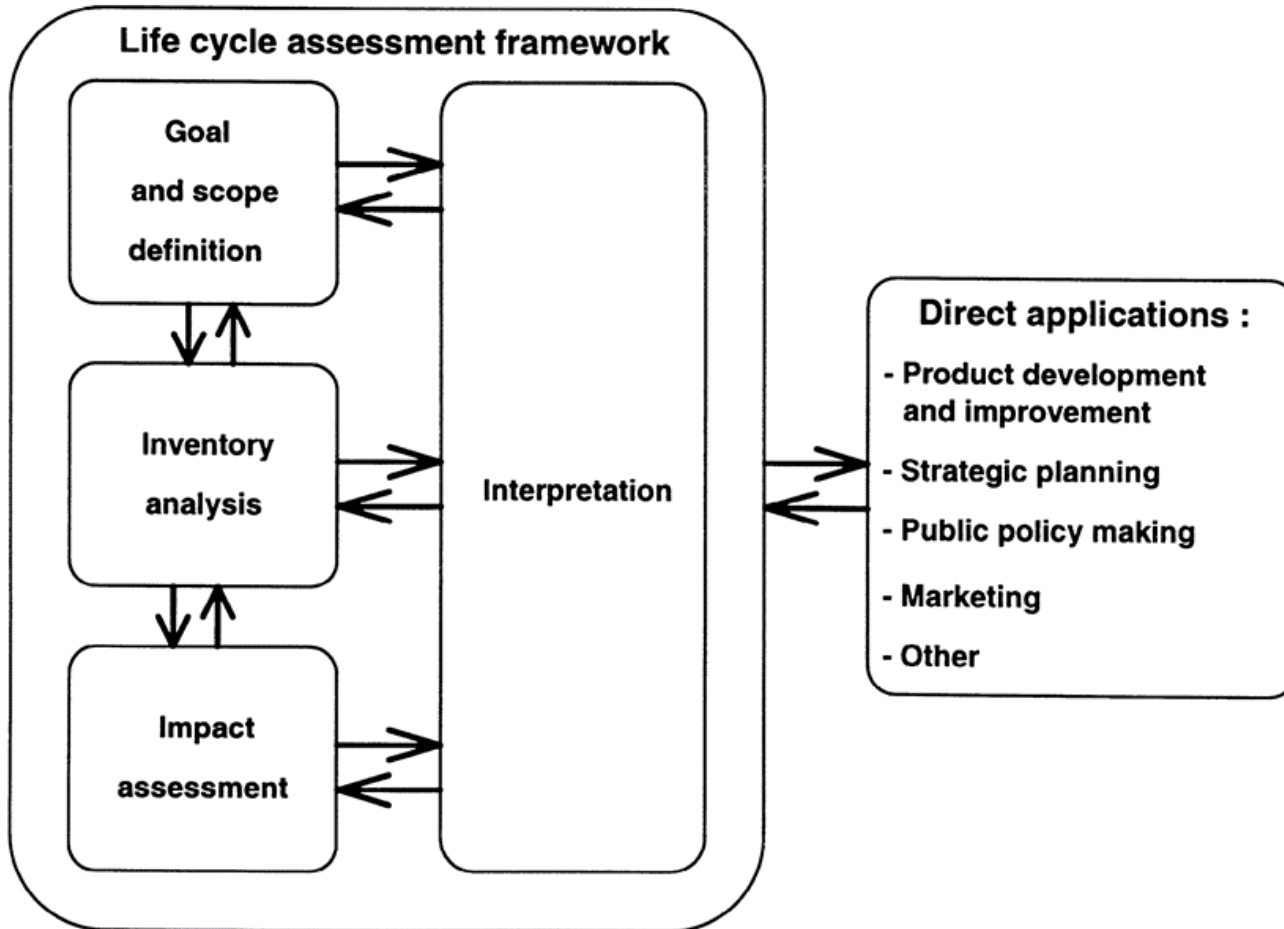 Life cycle assessment framework
Goal
and scope
definition
Inventory
analysis
Impact
assessment
Interpretation
Direct applications :
- Product development
and improvement
- Strategic planning
- Public policy making
- Marketing
- Other